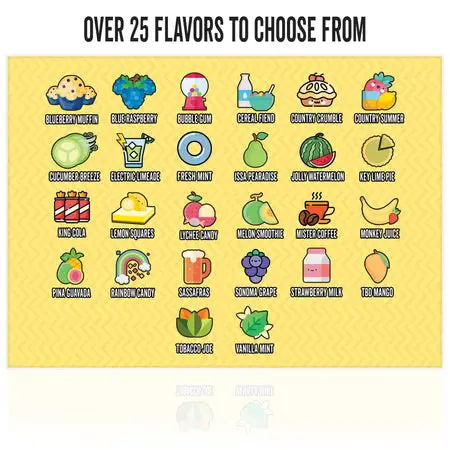 OVER 25 FLAVORS TO CHOOSE FROM
BLUEBERRY MUFFIN BLUE RASPBERRY BUBBLE GUM CEREAL FIEND COUNTRY CRUMBLE COUNTRY SUMMER
CUCUMBER BREEZE ELECTRIC LIMEADE FRESH MINT ISSA PEARADISE JOLLY WATERMELON KEY LIME PIE
KING COLA LEMON SQUARES LYCHEE CANDY MELON SMOOTHIE MISTER COFFEE MONKEY JUICE
PINA GUAVADA RAINBOW CANDY SASSAFRAS SONOMA GRAPE STRAWBERRY MILK TBD MANGO
TOBACCO JOE VANILLA MINT